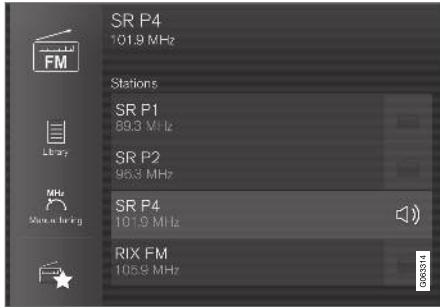 FM
Library
MHz
Manual tuning
SR P4
101.9 MHz
Stations
SR P1
89.3 MHz
SR P2
96.3 MHz
SR P4
101.9 MHz
RIX FM
105.9 MHz
G063314